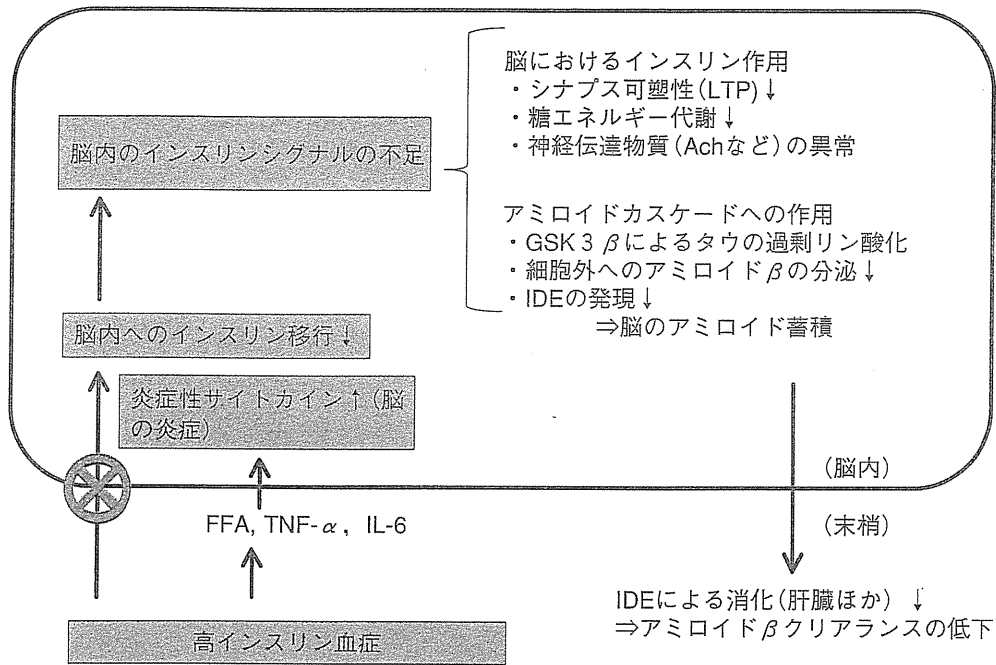 脳におけるインスリン作用
・シナプス可塑性(LTP)↓
・糖エネルギー代謝↓
・神経伝達物質(Achなど)の異常
脳内のインスリンシグナルの不足
アミロイドカスケードへの作用
・GSK3βによるタウの過剰リン酸化
・細胞外へのアミロイドβの分泌↓
・IDEの発現↓
⇒脳のアミロイド蓄積
脳内へのインスリン移行↓
炎症性サイトカイン↑(脳
の炎症)
(脳内)
(末梢)
FFA, TNF-α, IL-6
IDEによる消化(肝臓ほか) ↓
⇒アミロイドβクリアランスの低下
高インスリン血症